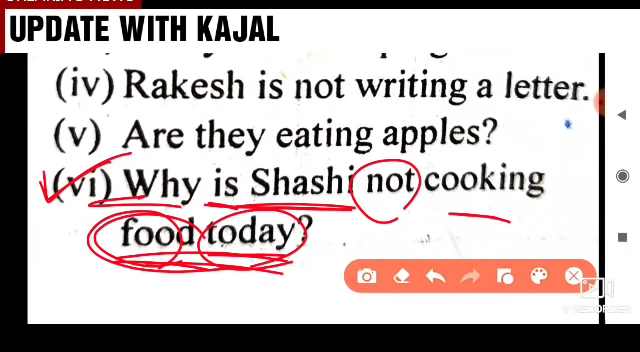 UPDATE WITH KAJAL
(iv) Rakesh is not writing a letter.
(v) Are they eating apples?
(vi) Why is Shashi not cooking
food today?